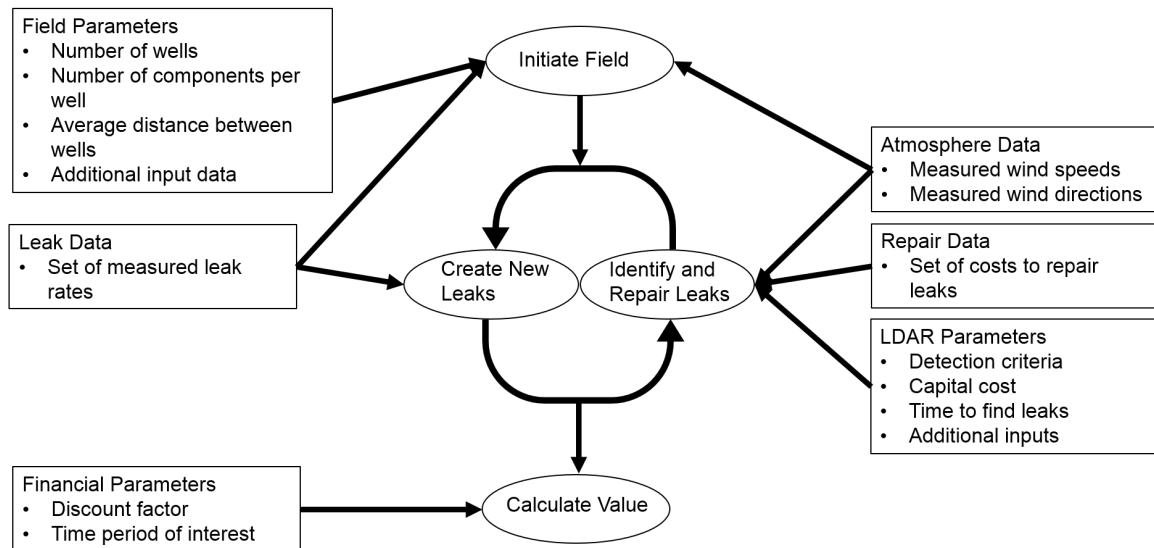 Field Parameters
• Number of wells
• Number of components per
well
• Average distance between
wells
• Additional input data
Initiate Field
Atmosphere Data
• Measured wind speeds
• Measured wind directions
Leak Data
• Set of measured leak
rates
Create New
Leaks
Identify and
Repair Leaks
Repair Data
• Set of costs to repair
leaks
LDAR Parameters
• Detection criteria
• Capital cost
• Time to find leaks
• Additional inputs
Financial Parameters
• Discount factor
• Time period of interest
Calculate Value